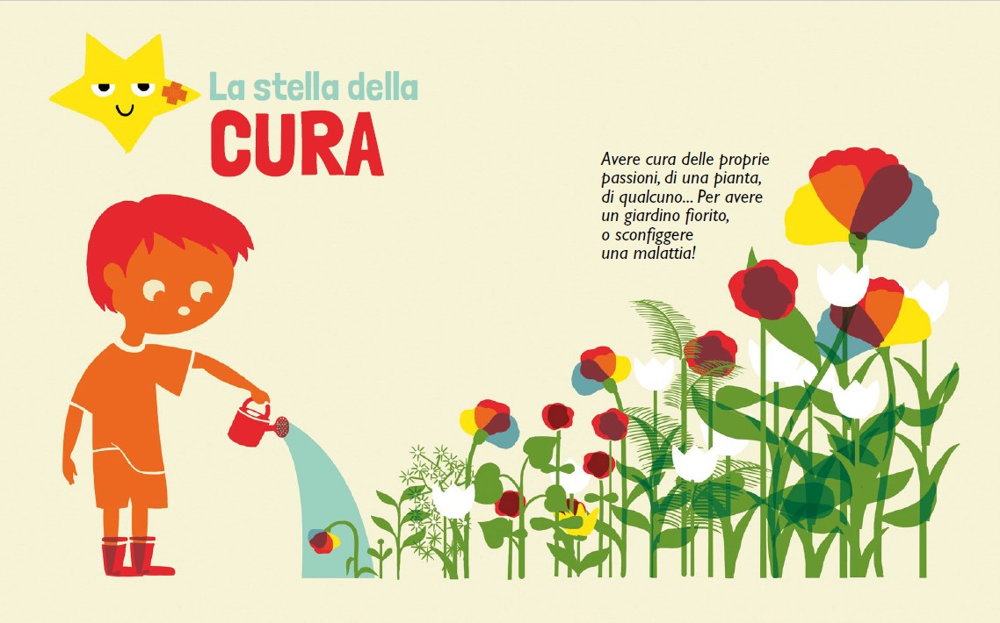 La stella della
CURA
Avere cura delle proprie
passioni, di una pianta,
di qualcuno... Per avere
un giardino fiorito,
o sconfiggere
una malattia!